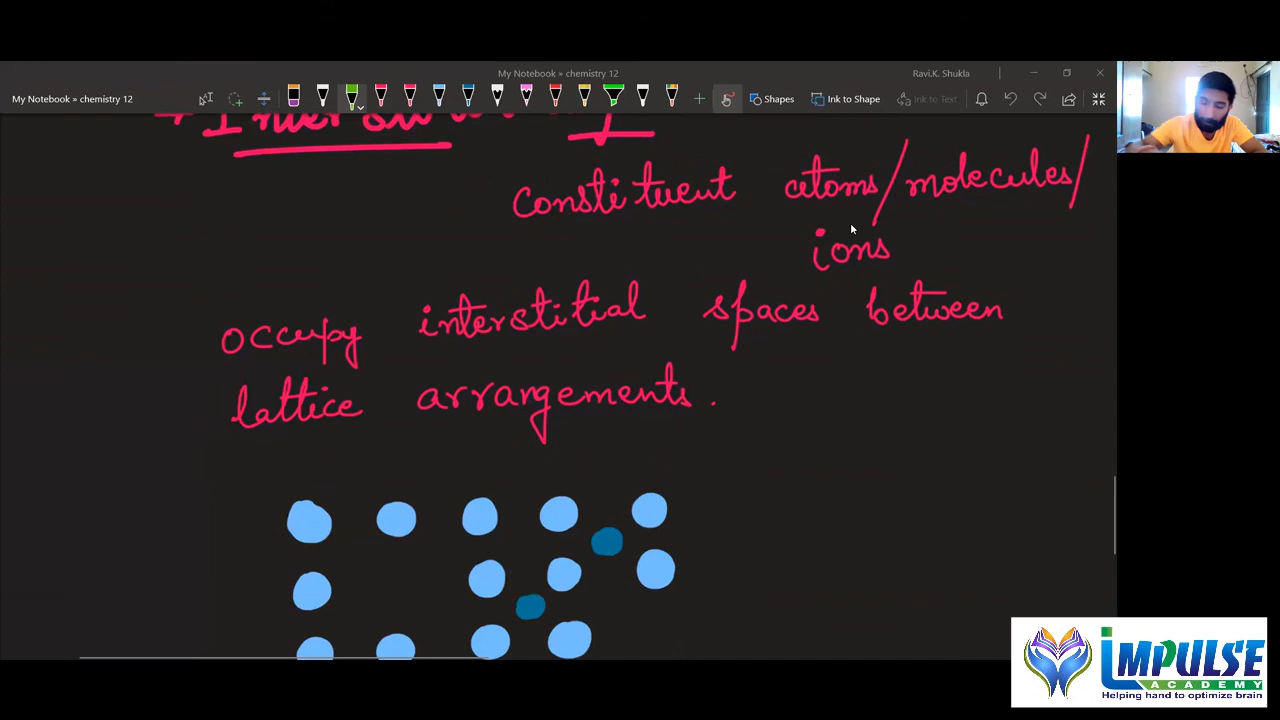 My Notebook » chemistry 12
Ravi.K. Shukla
My Notebook » chemistry 12
Shapes
Ink to Shape
Ink to Text
constituent atoms/molecules/
ions
occupy interstitial spaces between
lattice arrangements.
iMPULSE
ACADEMY
Helping hand to optimize brain